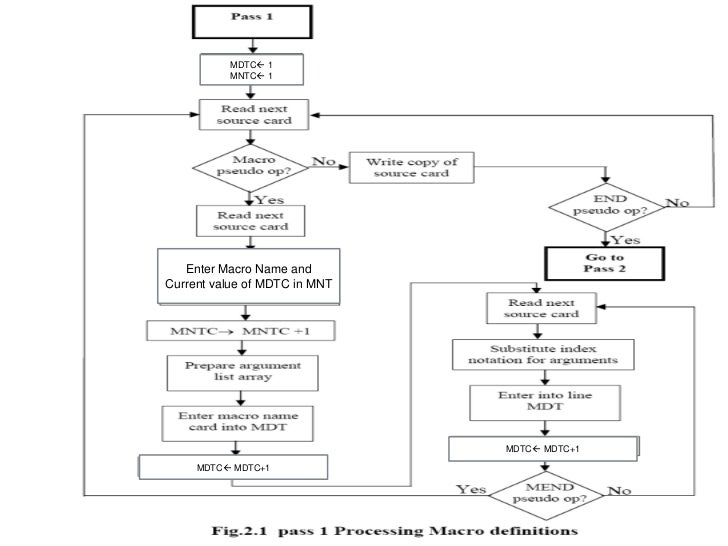 Pass 1
MDTC← 1
MNTC← 1
Read next
source card
Macro
pseudo op?
No
Write copy of
source card
Yes
END
pseudo op?
No
Yes
Go to
Pass 2
Read next
source card
Enter Macro Name and
Current value of MDTC in MNT
MNTC→ MNTC +1
Prepare argument
list array
Enter macro name
card into MDT
MDTC← MDTC+1
Read next
source card
Substitute index
notation for arguments
Enter into line
MDT
MDTC← MDTC+1
MEND
pseudo op?
Yes
No
Fig.2.1 pass 1 Processing Macro definitions